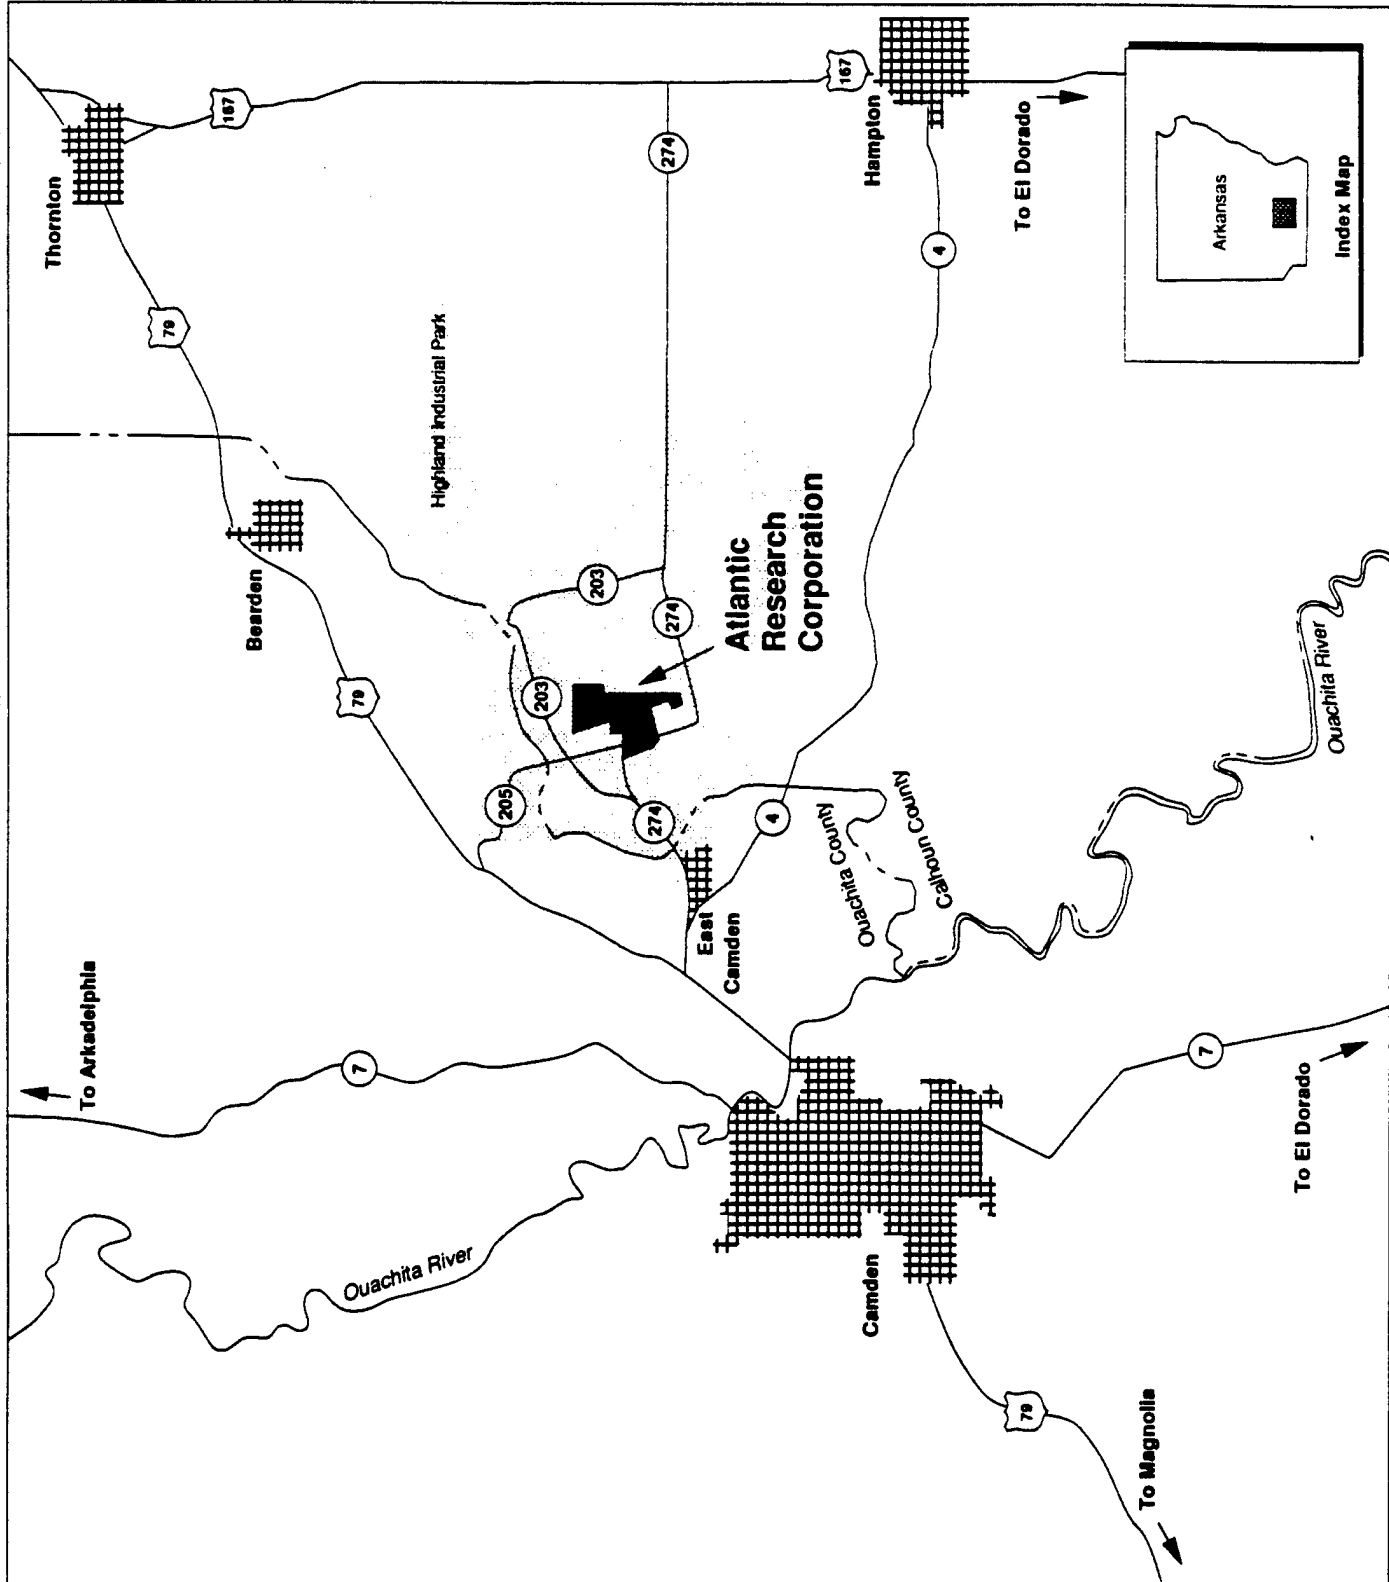 Thornton
To Arkadelphia
79
167
Bearden
7
79
Ouachita River
Highland Industrial Park
205
203
203
274
274
274
East
Camden
Atlantic
Research
Corporation
4
Ouachita County
Calhoun County
167
Camden
Hampton
4
To El Dorado
79
To Magnolia
7
Arkansas
To El Dorado
Ouachita River
Index Map